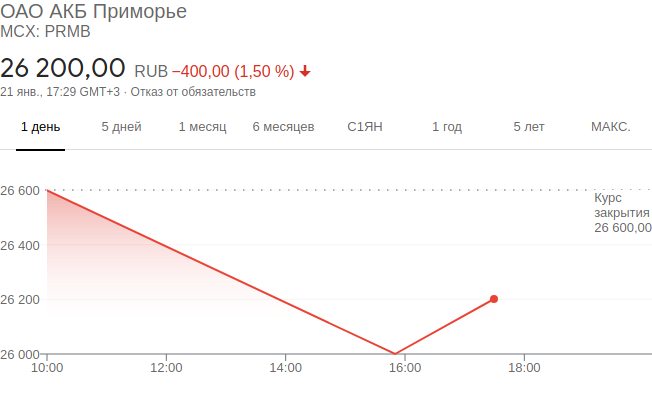 ОАО АКБ Приморье
MCX: PRMB
26 200,00 RUB −400,00 (1,50 %)
21 янв., 17:29 GMT+3 · Отказ от обязательств
1 день 5 дней 1 месяц 6 месяцев С1ЯН 1 год 5 лет МАКС.
26 600
Курс
закрытия
26 600,00
26 400
26 200
26 000
10:00 12:00 14:00 16:00 18:00